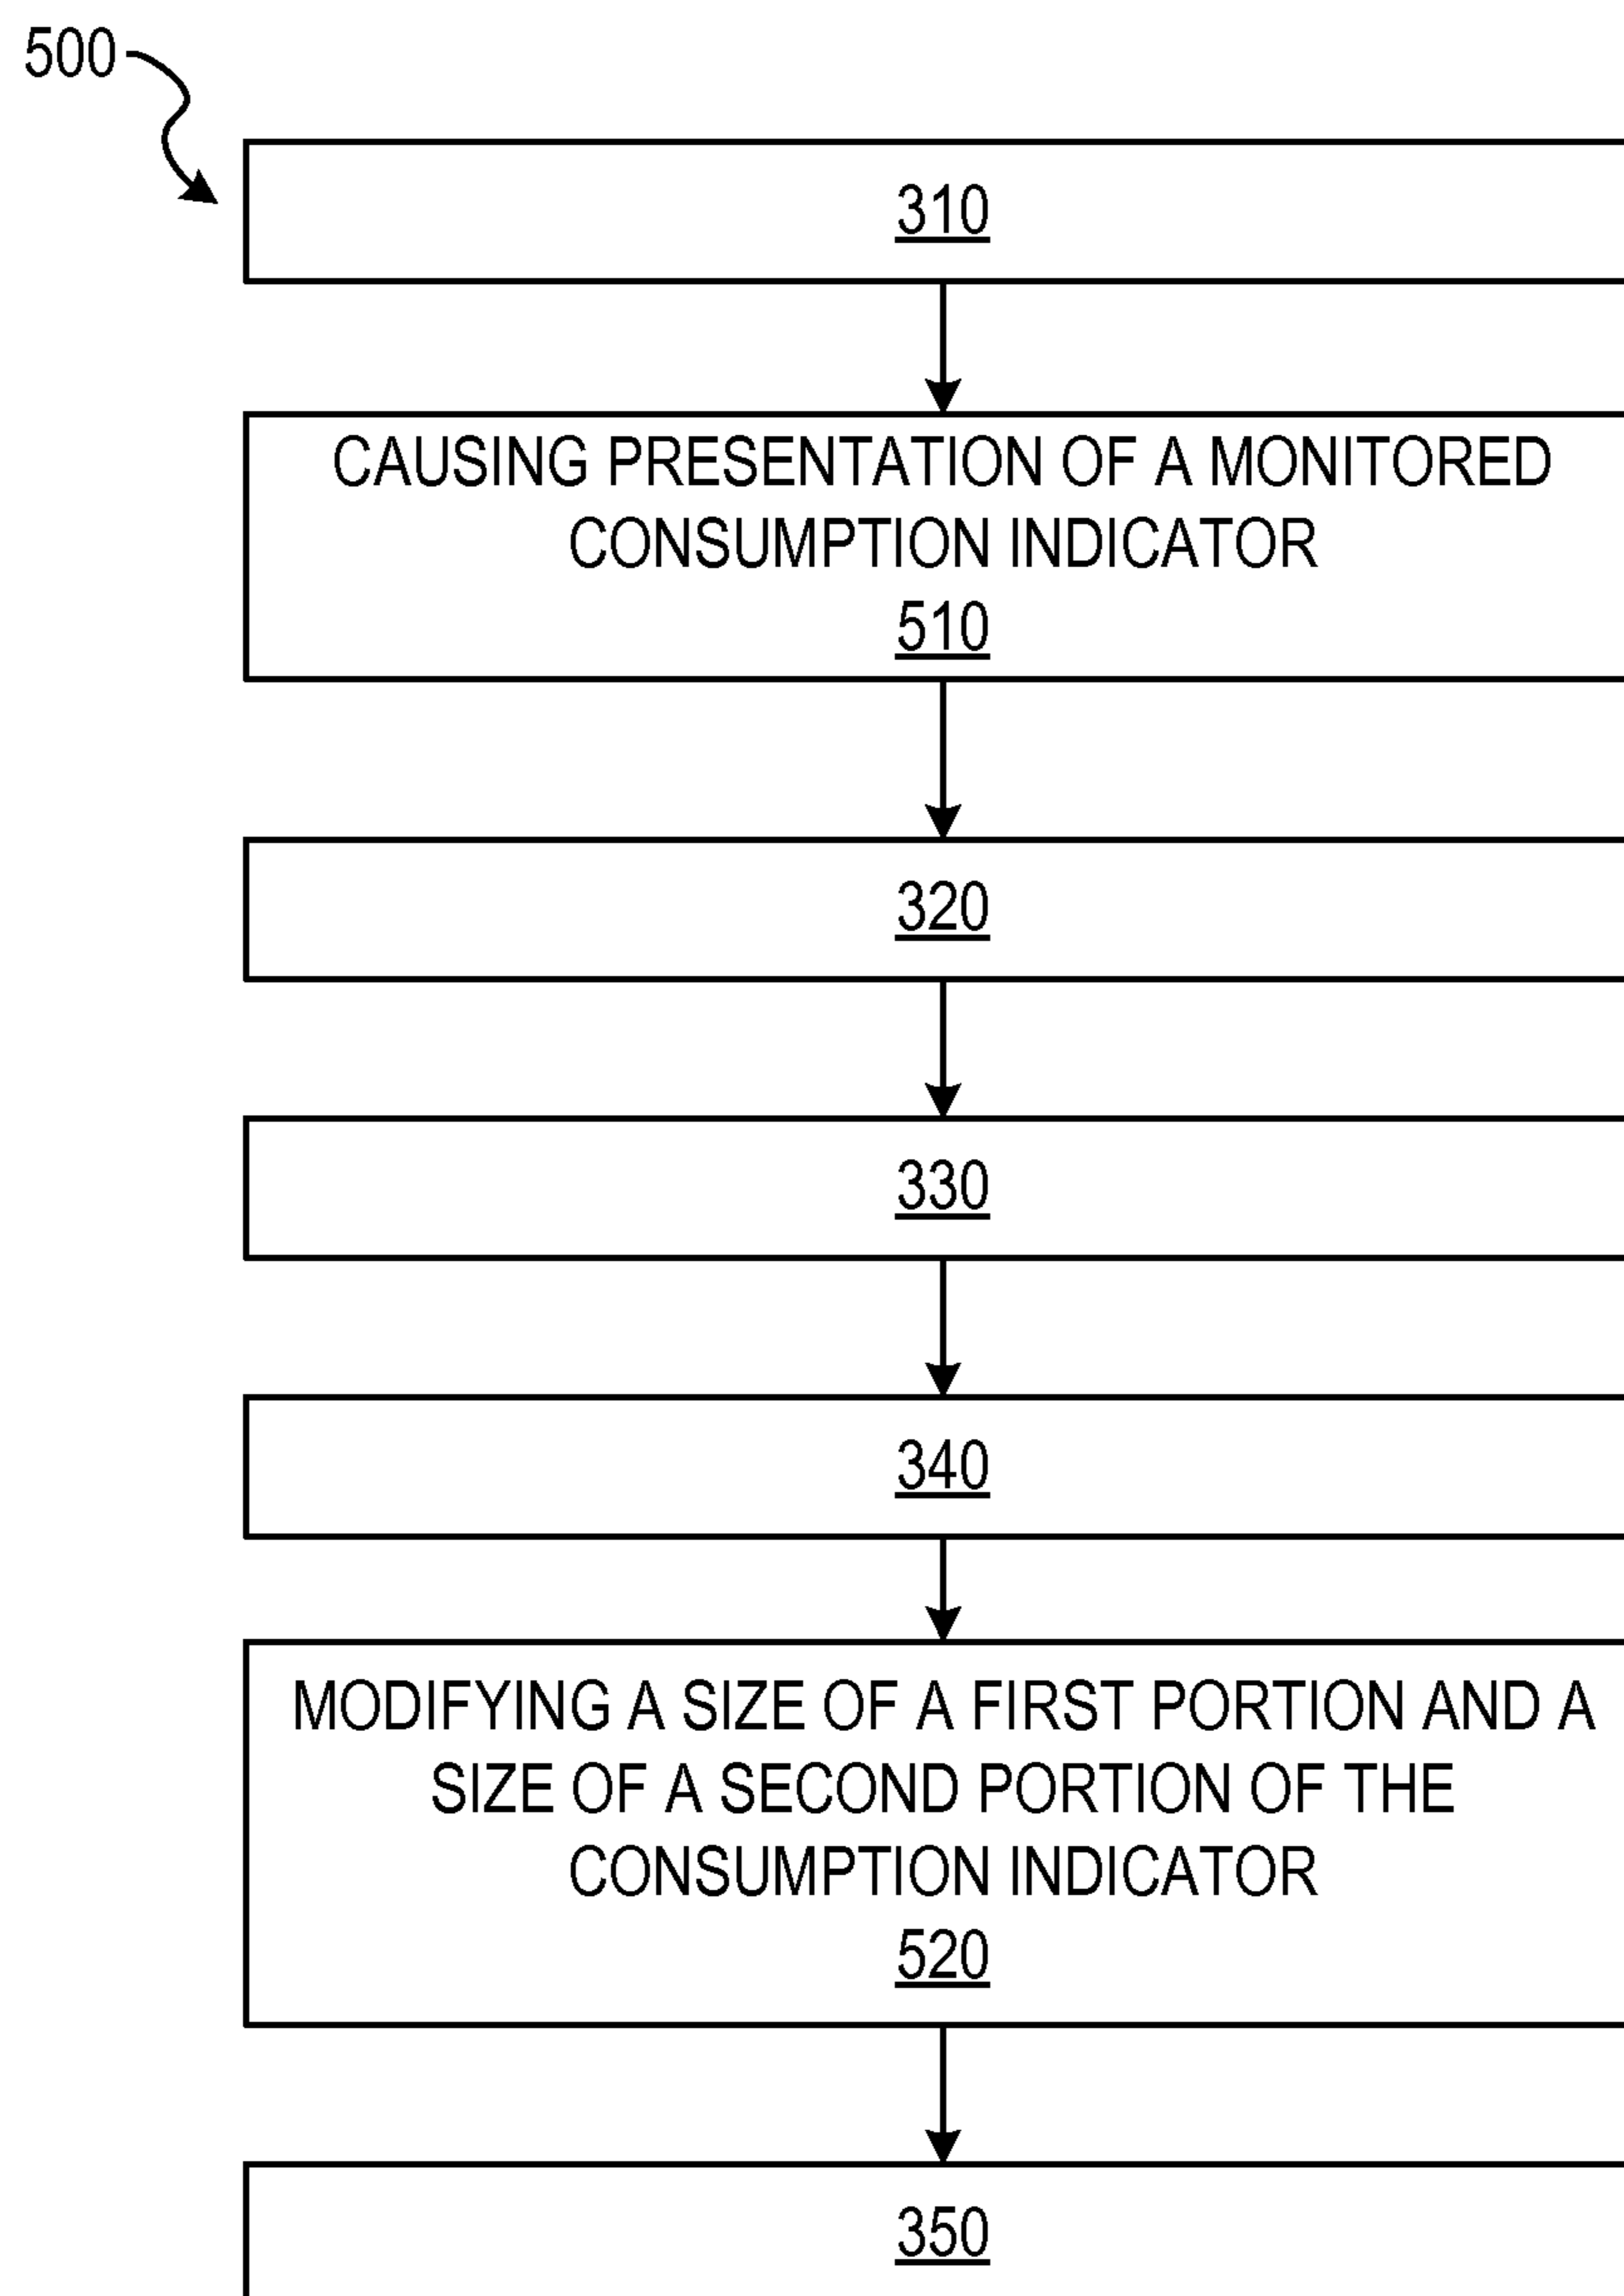 500
310
CAUSING PRESENTATION OF A MONITORED
CONSUMPTION INDICATOR
510
320
330
340
MODIFYING A SIZE OF A FIRST PORTION AND A
SIZE OF A SECOND PORTION OF THE
CONSUMPTION INDICATOR
520
350